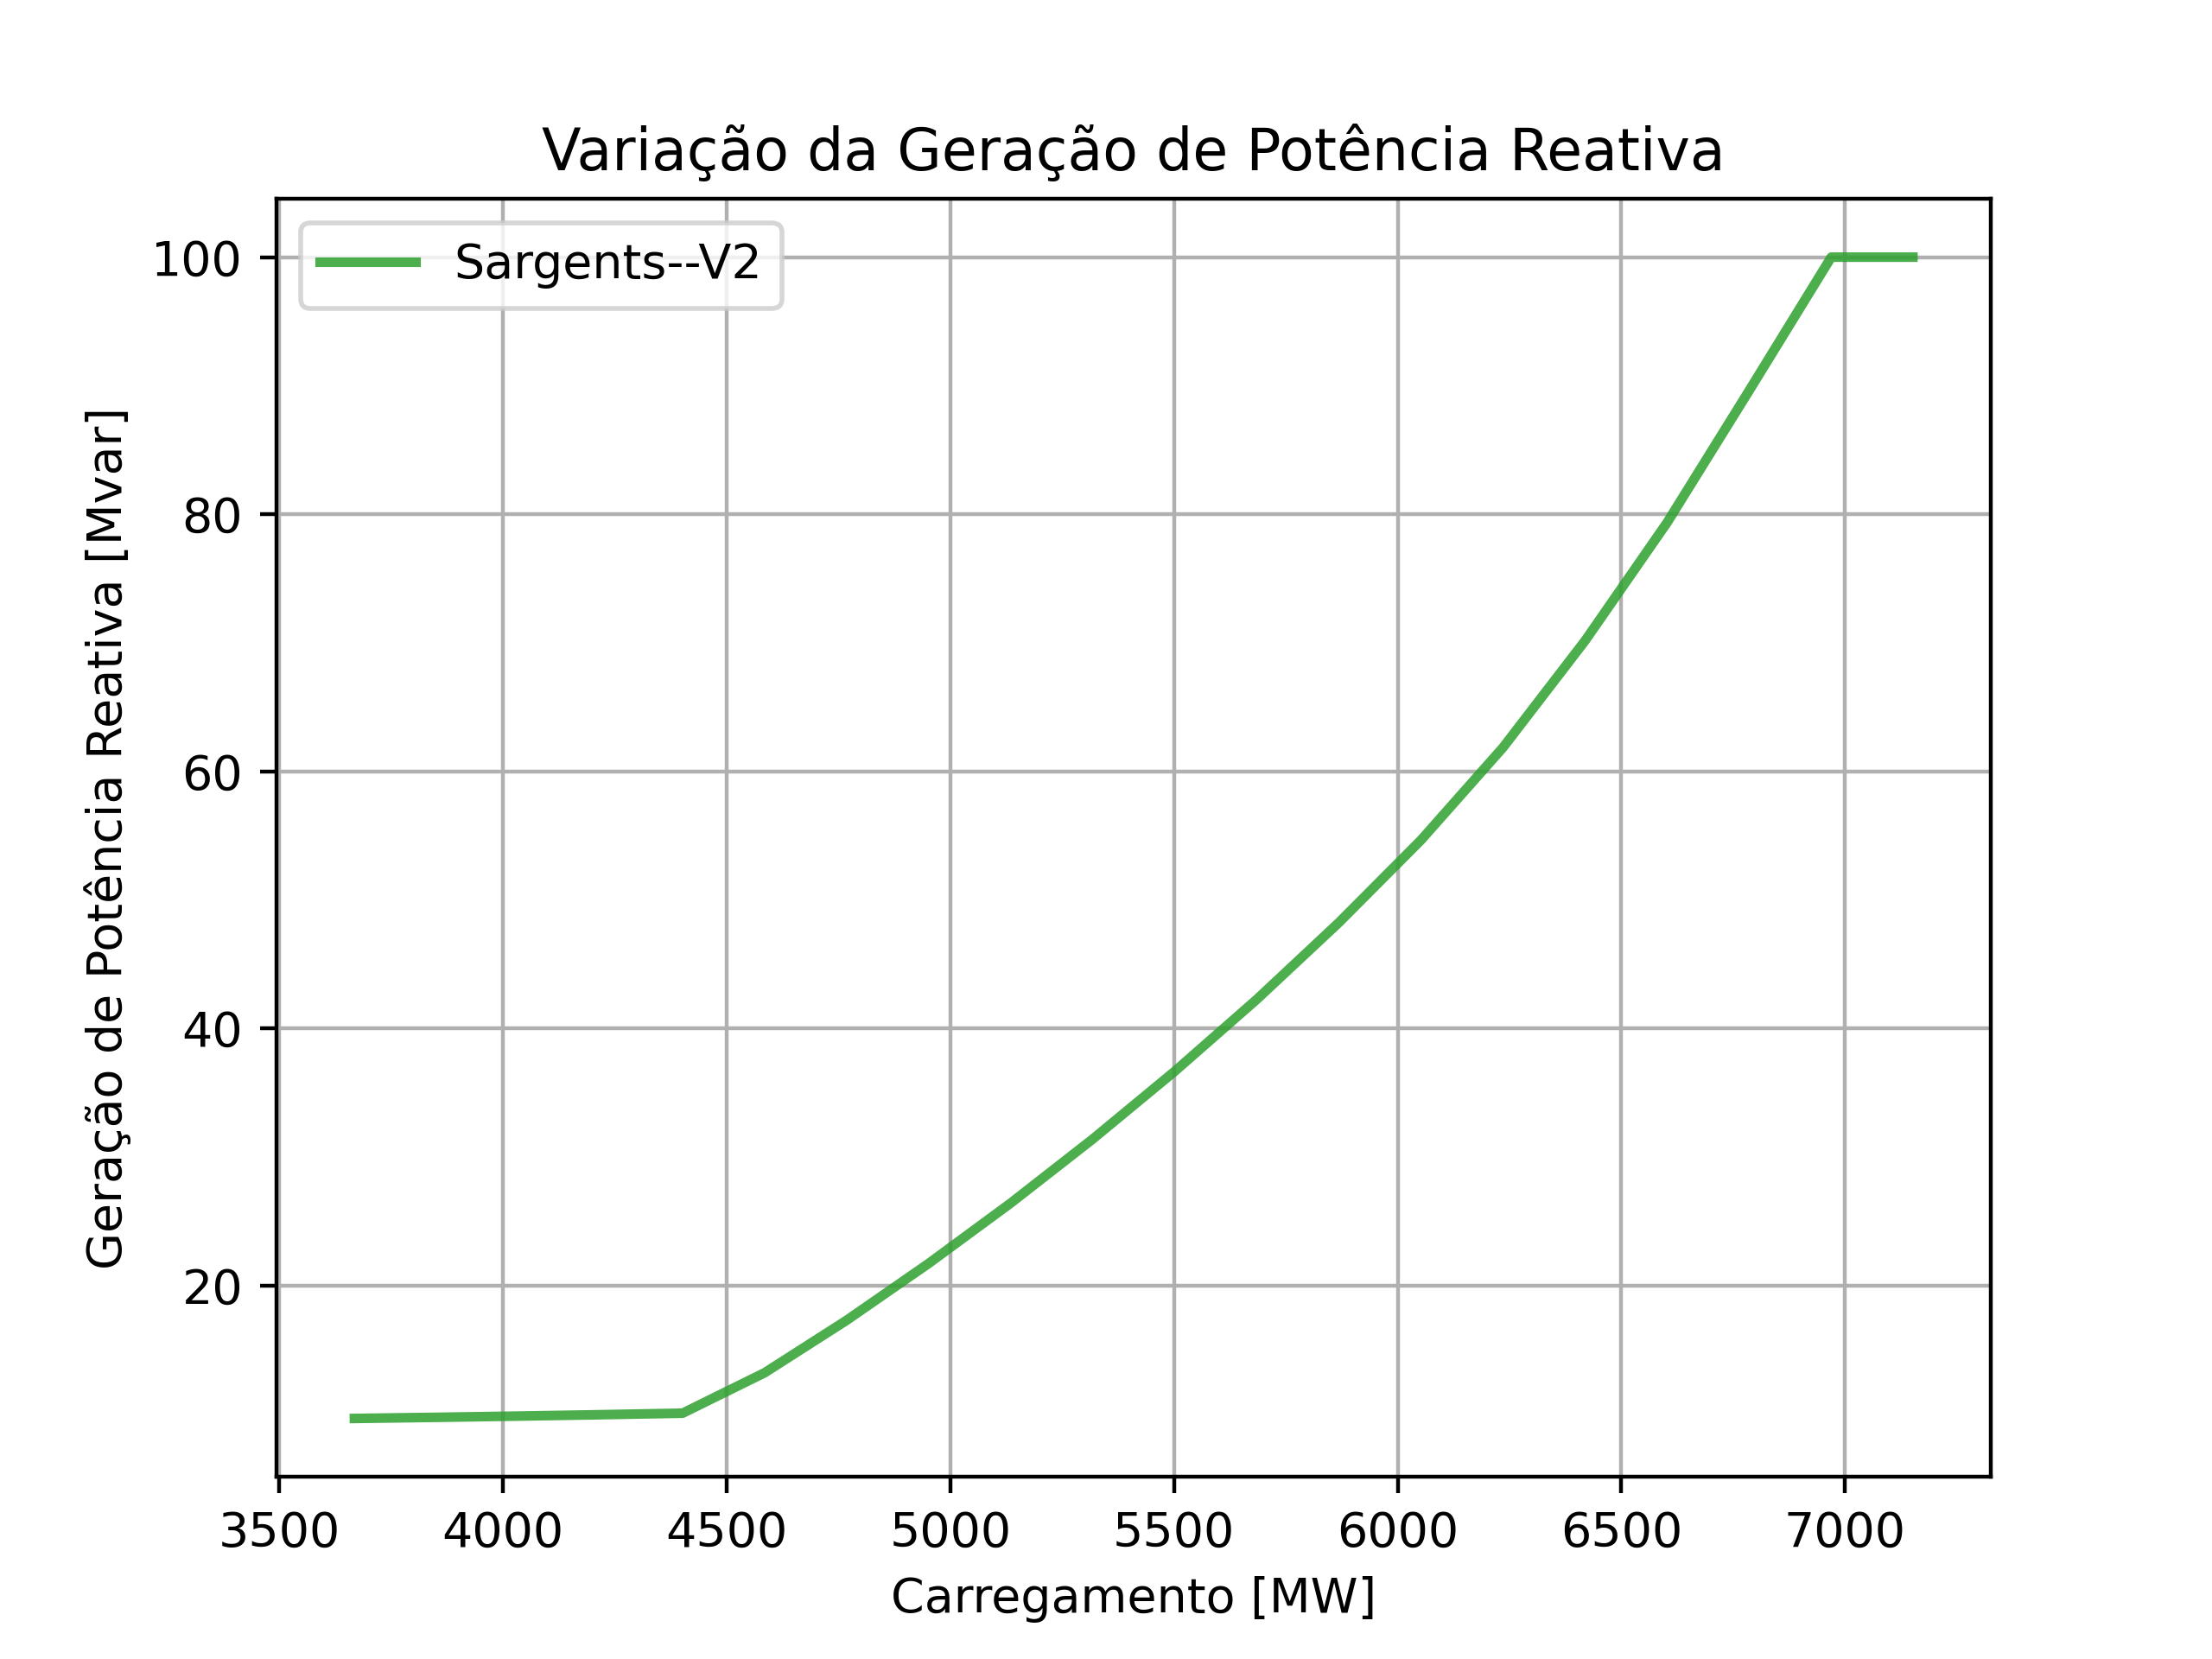 Variação da Geração de Potência Reativa
Sargents--V2
Geração de Potência Reativa [Mvar]
100
80
60
40
20
3500 4000 4500 5000 5500 6000 6500 7000
Carregamento [MW]